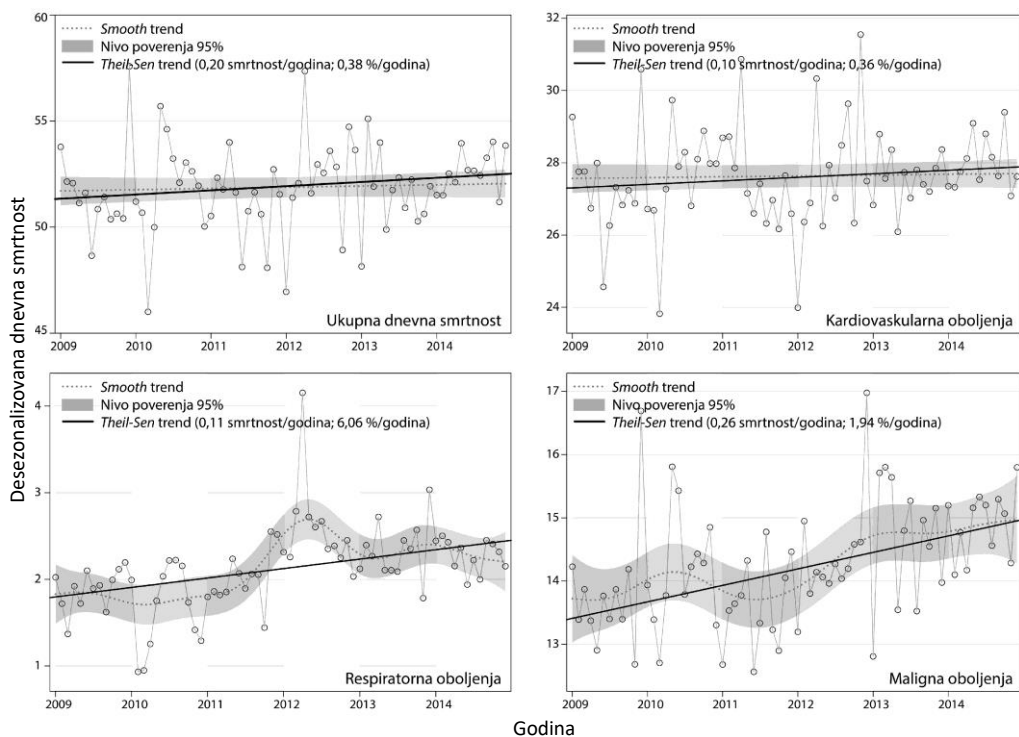 Desezonalizovana dnevna smrtnost
60
55
50
45
Smooth trend
Nivo poverenja 95%
Theil-Sen trend (0,20 smrtnost/godina; 0,38 %/godina)
Ukupna dnevna smrtnost
2009 2010 2011 2012 2013 2014
32
30
28
26
24
Smooth trend
Nivo poverenja 95%
Theil-Sen trend (0,10 smrtnost/godina; 0,36 %/godina)
Kardiovaskularna oboljenja
2009 2010 2011 2012 2013 2014
4
3
2
1
Smooth trend
Nivo poverenja 95%
Theil-Sen trend (0,11 smrtnost/godina; 6,06 %/godina)
Respiratorna oboljenja
2009 2010 2011 2012 2013 2014
17
16
15
14
13
Smooth trend
Nivo poverenja 95%
Theil-Sen trend (0,26 smrtnost/godina; 1,94 %/godina)
Maligna oboljenja
2009 2010 2011 2012 2013 2014
Godina